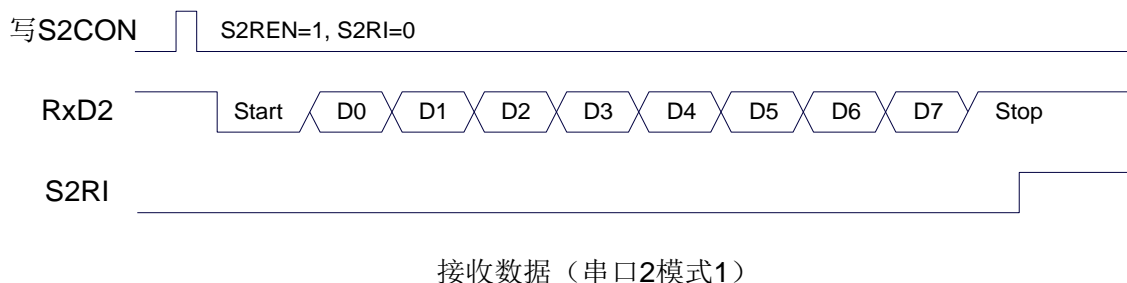 写S2CON S2REN=1, S2RI=0
RxD2 Start D0 D1 D2 D3 D4 D5 D6 D7 Stop
S2RI
接收数据（串口2模式1）